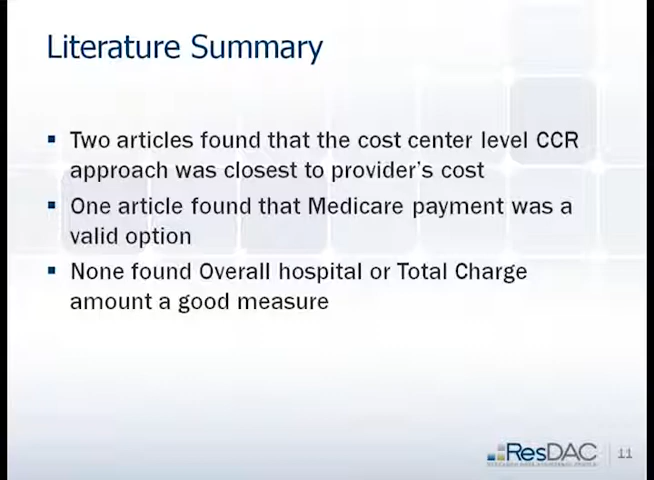 Literature Summary
▪ Two articles found that the cost center level CCR
approach was closest to provider's cost
▪ One article found that Medicare payment was a
valid option
▪ None found Overall hospital or Total Charge
amount a good measure
ResDAC
11